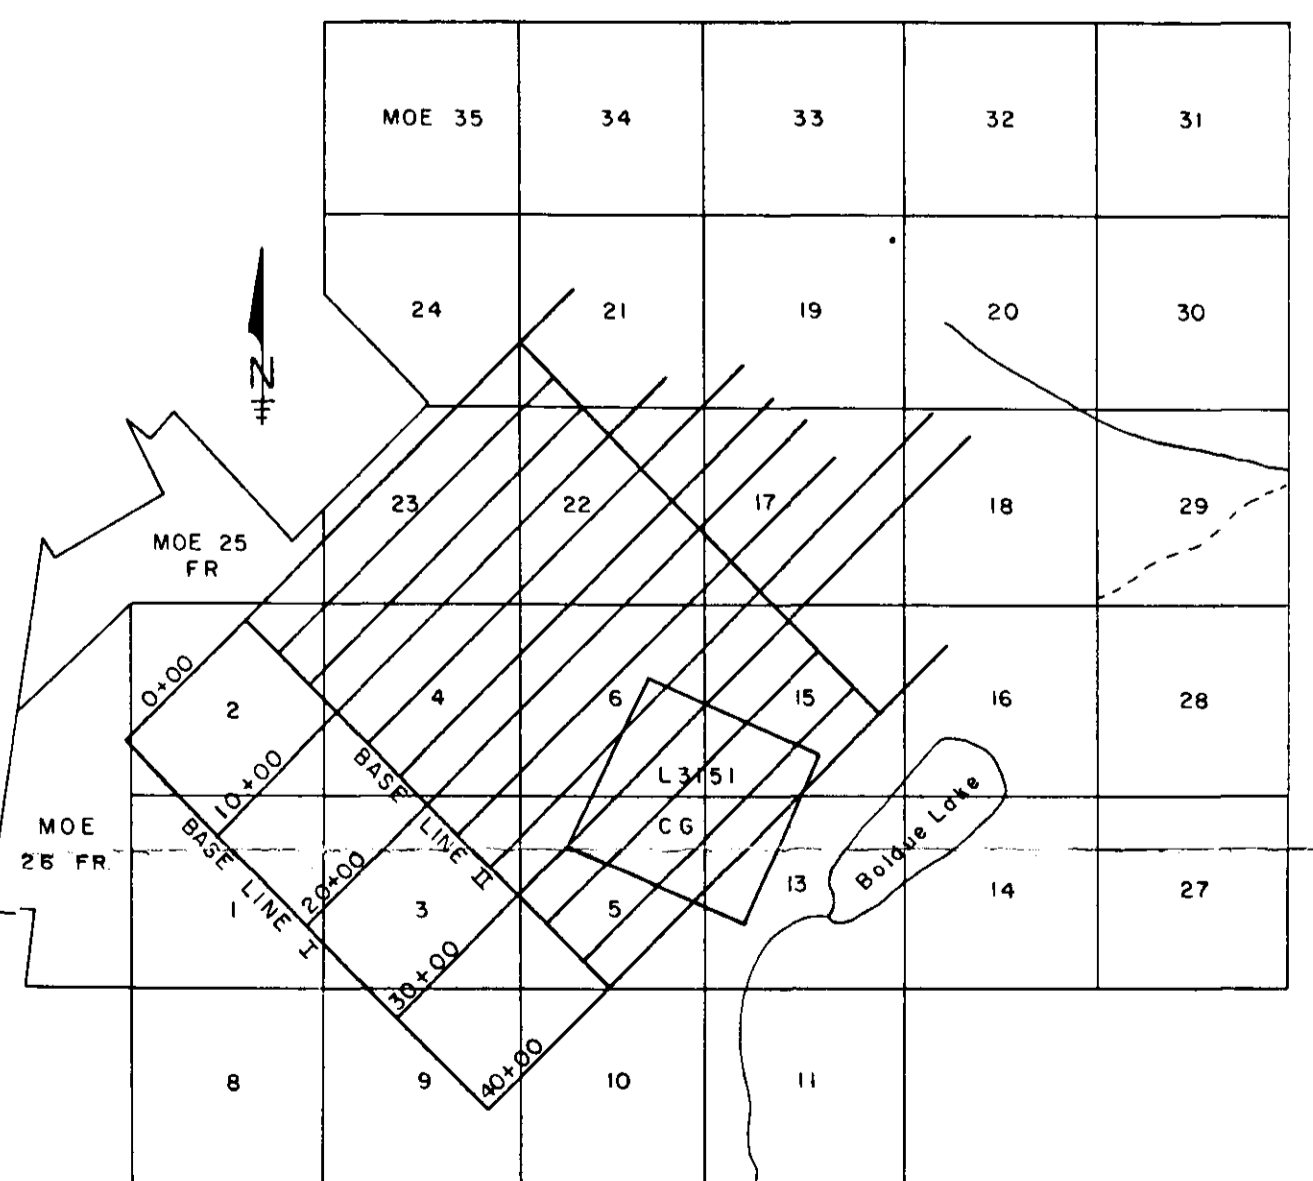 MOE 35 34 33 32 31
24 21 19 20 30
N
23 22 17 18 29
MOE 25
FR
0+00 2 4 6 15 16 28
10+00 BASE LINE II L3151
CG
MOE
26 FR.
BASE LINE I 20+00 Bolque Lake
1 3 5 13 14 27
30+00
8 9 40+00 10 11